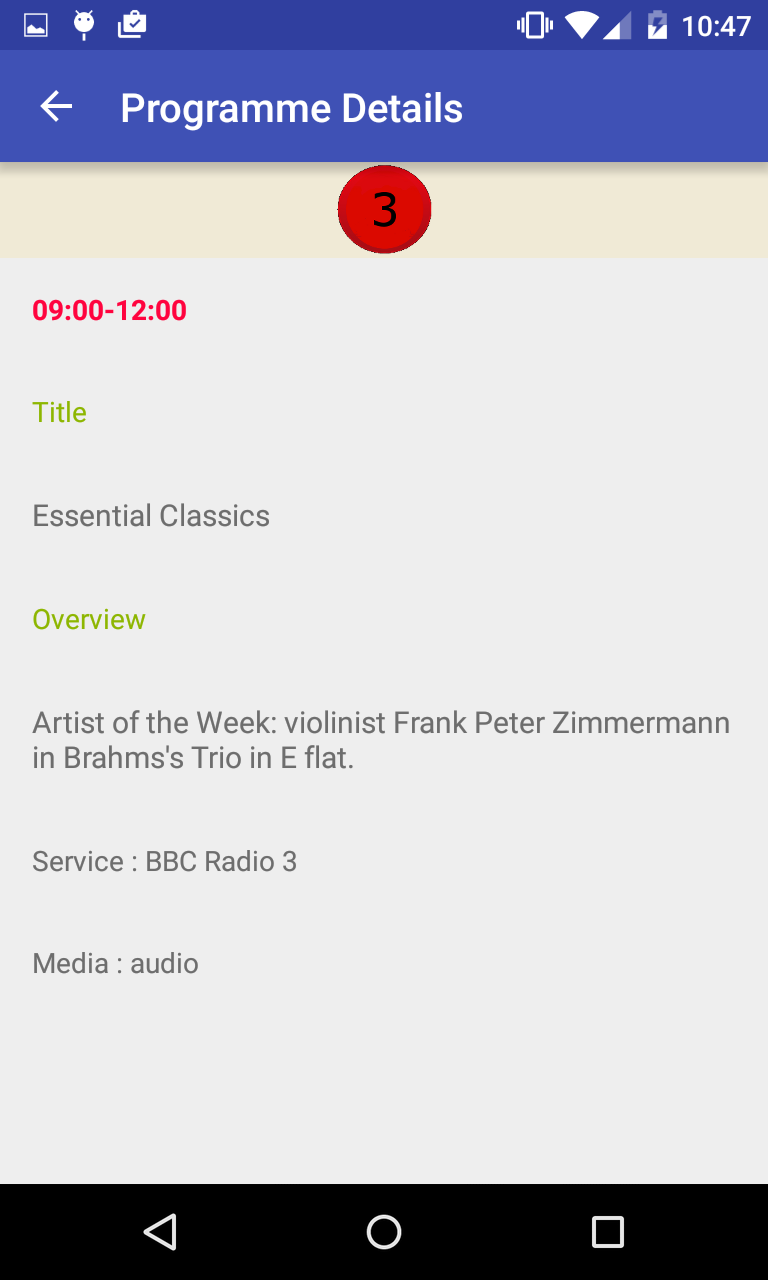 10:47
Programme Details
3
09:00-12:00
Title
Essential Classics
Overview
Artist of the Week: violinist Frank Peter Zimmermann
in Brahms's Trio in E flat.
Service : BBC Radio 3
Media : audio